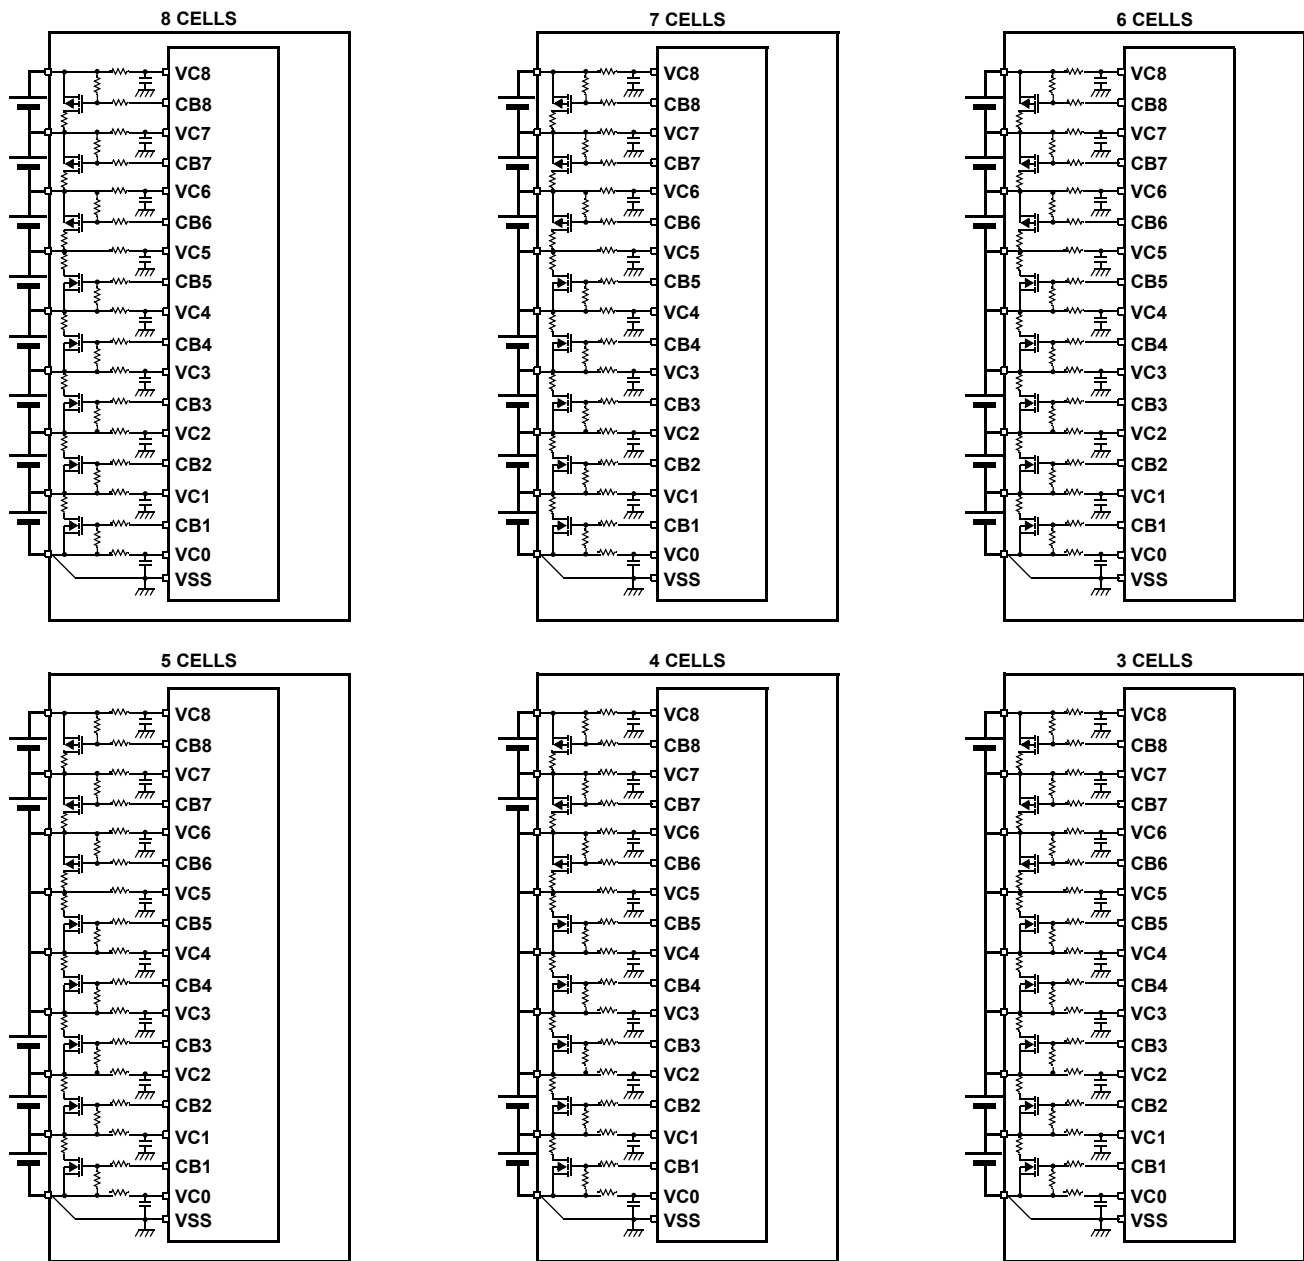 8 CELLS
VC8
CB8
VC7
CB7
VC6
CB6
VC5
CB5
VC4
CB4
VC3
CB3
VC2
CB2
VC1
CB1
VC0
VSS
7 CELLS
VC8
CB8
VC7
CB7
VC6
CB6
VC5
CB5
VC4
CB4
VC3
CB3
VC2
CB2
VC1
CB1
VC0
VSS
6 CELLS
VC8
CB8
VC7
CB7
VC6
CB6
VC5
CB5
VC4
CB4
VC3
CB3
VC2
CB2
VC1
CB1
VC0
VSS
5 CELLS
VC8
CB8
VC7
CB7
VC6
CB6
VC5
CB5
VC4
CB4
VC3
CB3
VC2
CB2
VC1
CB1
VC0
VSS
4 CELLS
VC8
CB8
VC7
CB7
VC6
CB6
VC5
CB5
VC4
CB4
VC3
CB3
VC2
CB2
VC1
CB1
VC0
VSS
3 CELLS
VC8
CB8
VC7
CB7
VC6
CB6
VC5
CB5
VC4
CB4
VC3
CB3
VC2
CB2
VC1
CB1
VC0
VSS